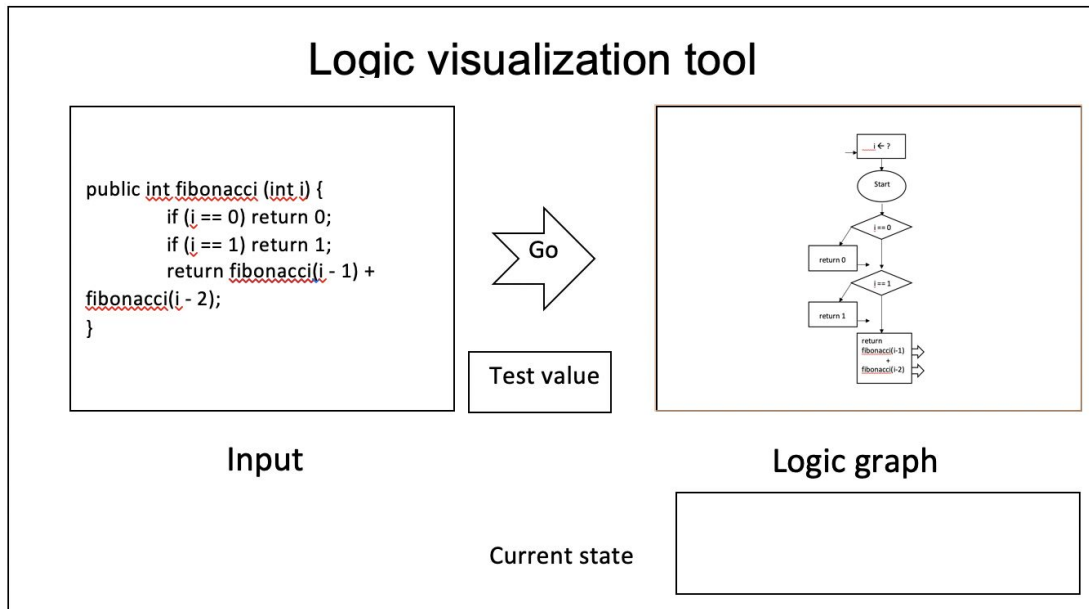 Logic visualization tool
public int fibonacci (int i) {
if (i == 0) return 0;
if (i == 1) return 1;
return fibonacci(i - 1) +
fibonacci(i - 2);
}
Go
Test value
i ← ?
Start
i == 0
return 0
i == 1
return 1
return
fibonacci(i-1)
+
fibonacci(i-2)
Input
Logic graph
Current state